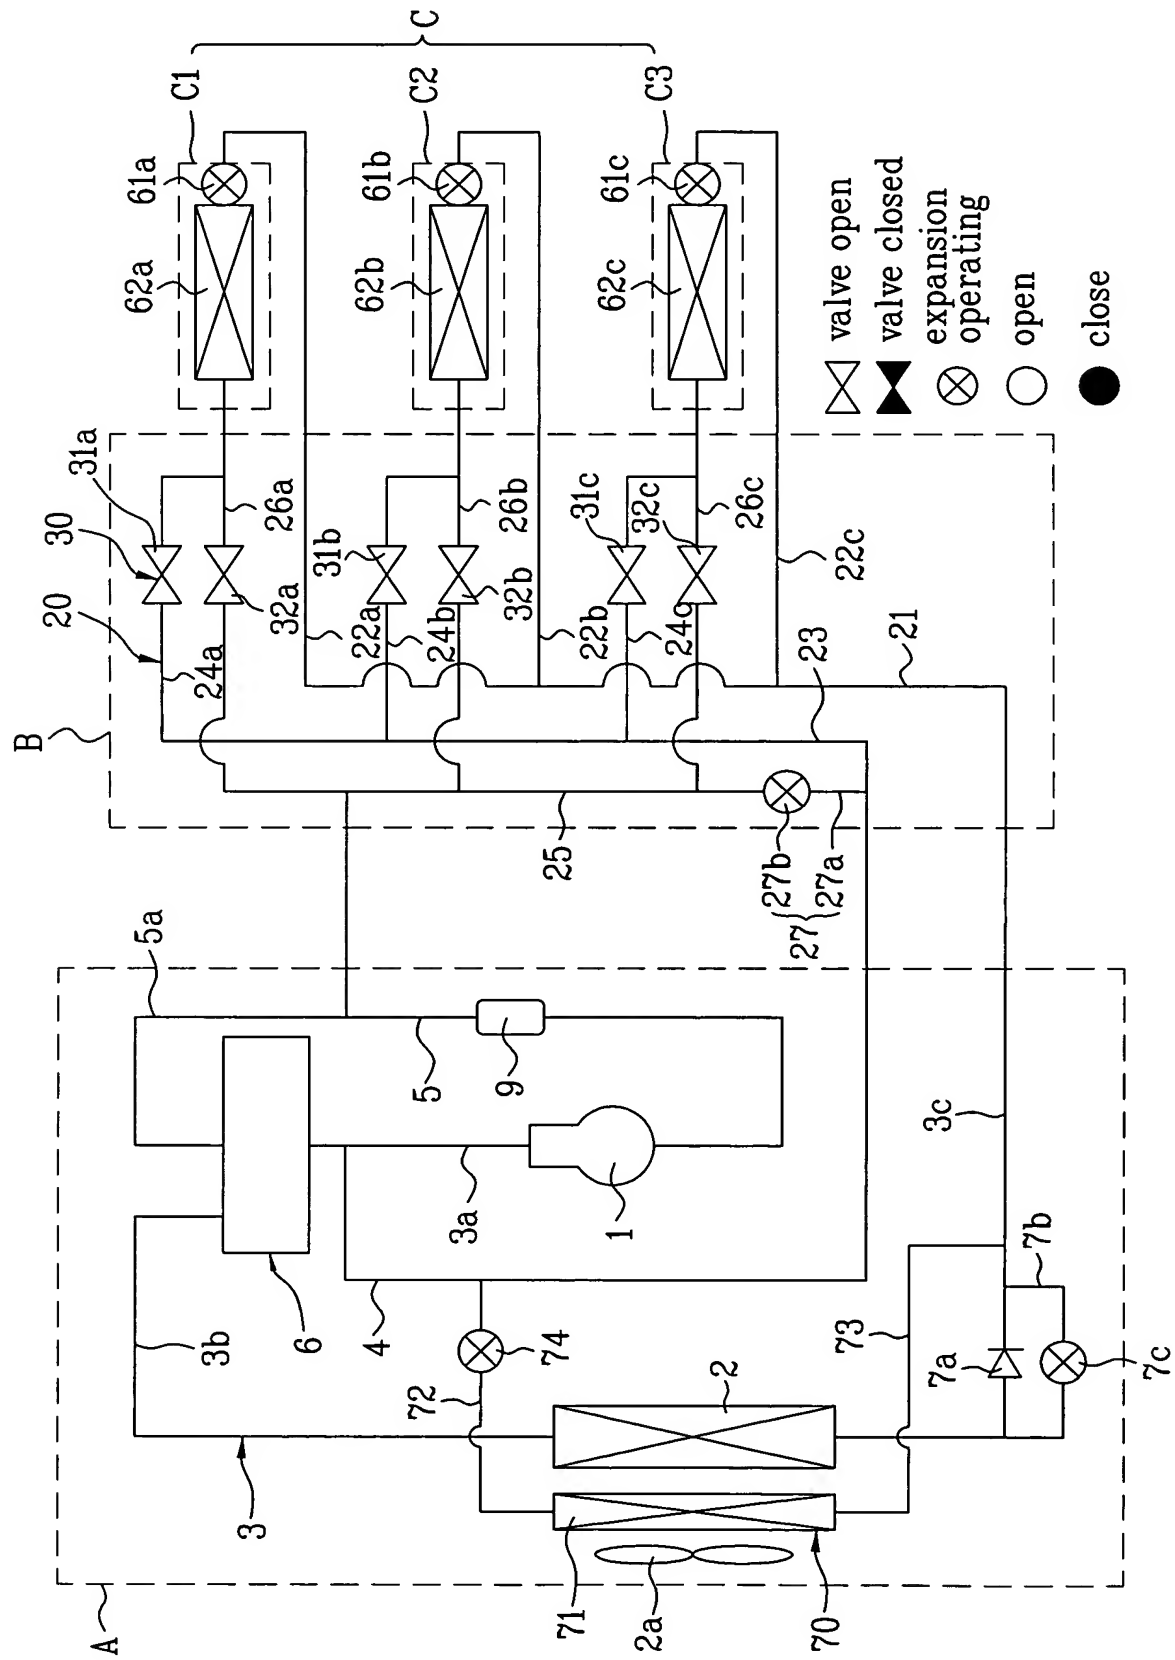 A
B
C
C1
C2
C3
61a
62a
61b
62b
61c
62c
31a
30
20
24a
26a
32a
22a
31b
24b
26b
32b
22b
31c
32c
24c
26c
22c
21
23
25
27b
27a
27
5a
5
9
3a
1
3b
6
4
74
72
3
2
71
2a
70
73
3c
7a
7b
7c
valve open
valve closed
expansion
operating
open
close